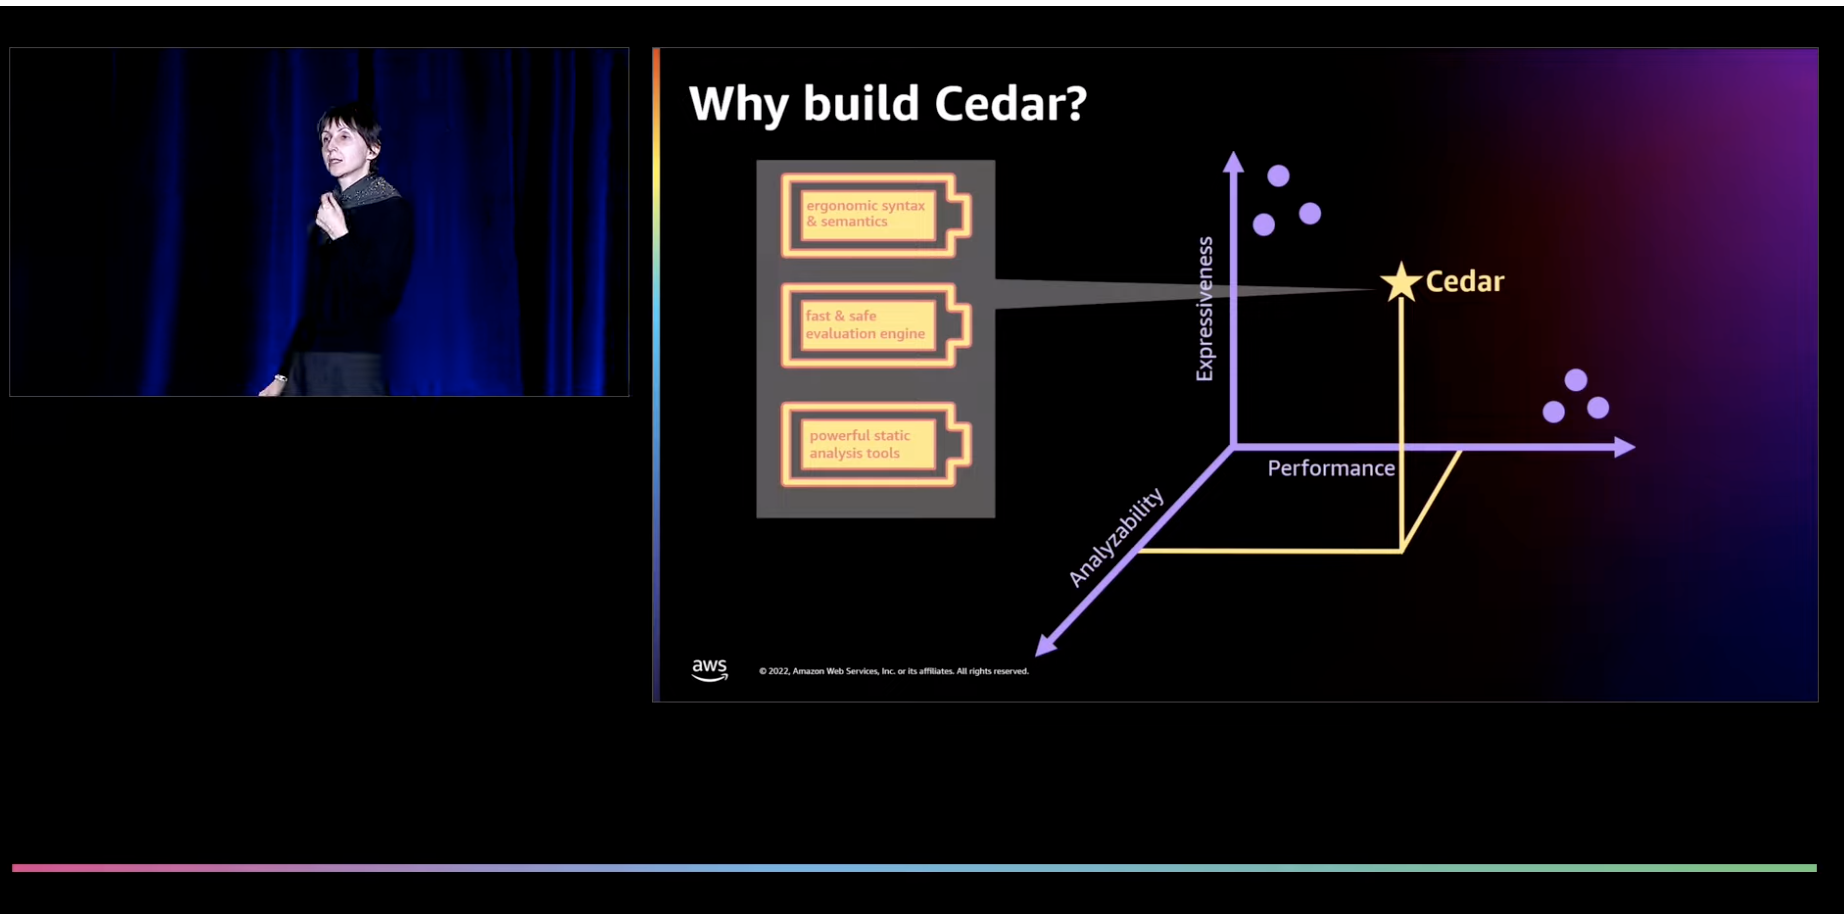 Why build Cedar?
ergonomic syntax
& semantics
fast & safe
evaluation engine
powerful static
analysis tools
Expressiveness
Cedar
Performance
Analyzability
aws
© 2022, Amazon Web Services, Inc. or its affiliates. All rights reserved.